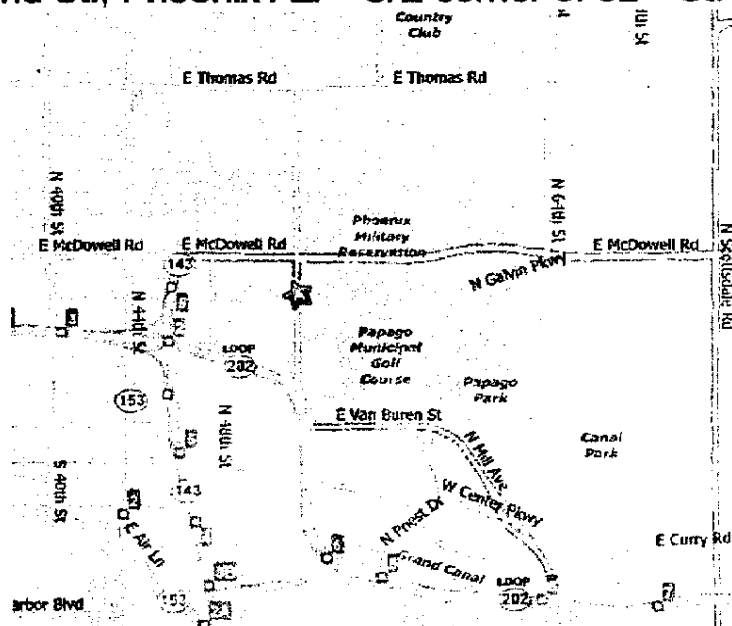 Country
Club
E Thomas Rd
E Thomas Rd
N 40th St
N 64th St
Phoenix
Military
Reservation
E McDowell Rd
E McDowell Rd
E McDowell Rd
N Scottsdale Rd
143
N Galvin Pkwy
N 44th St
LOOP
202
Papago
Municipal
Golf
Course
Papago
Park
153
E Van Buren St
N 48th St
Canal
Park
N Mill Ave
S 40th St
143
W Center Pkwy
N Priest Dr
E Air Ln
E Curry Rd
Grand Canal
LOOP
202
153
arbor Blvd